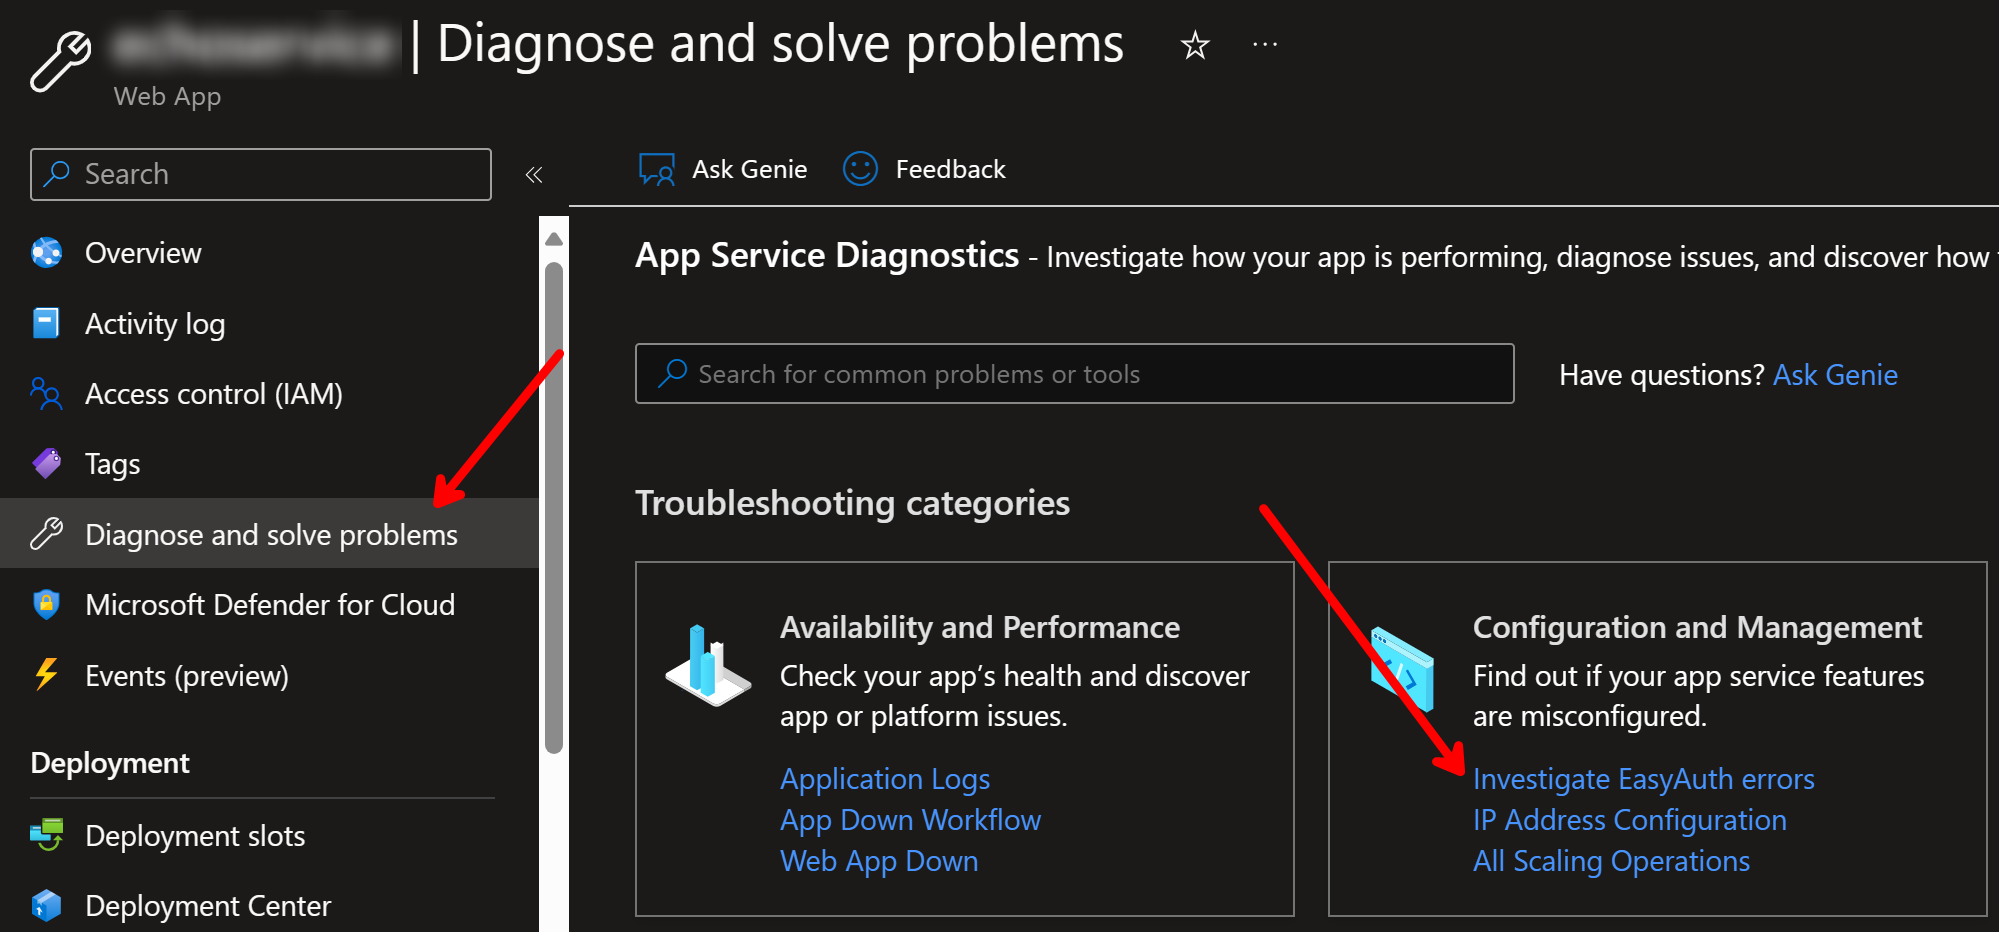 | Diagnose and solve problems
Web App
Search
Overview
Activity log
Access control (IAM)
Tags
Diagnose and solve problems
Microsoft Defender for Cloud
Events (preview)
Deployment
Deployment slots
Deployment Center
Ask Genie
Feedback
App Service Diagnostics - Investigate how your app is performing, diagnose issues, and discover how
Search for common problems or tools
Have questions? Ask Genie
Troubleshooting categories
Availability and Performance
Check your app’s health and discover
app or platform issues.
Application Logs
App Down Workflow
Web App Down
Configuration and Management
Find out if your app service features
are misconfigured.
Investigate EasyAuth errors
IP Address Configuration
All Scaling Operations